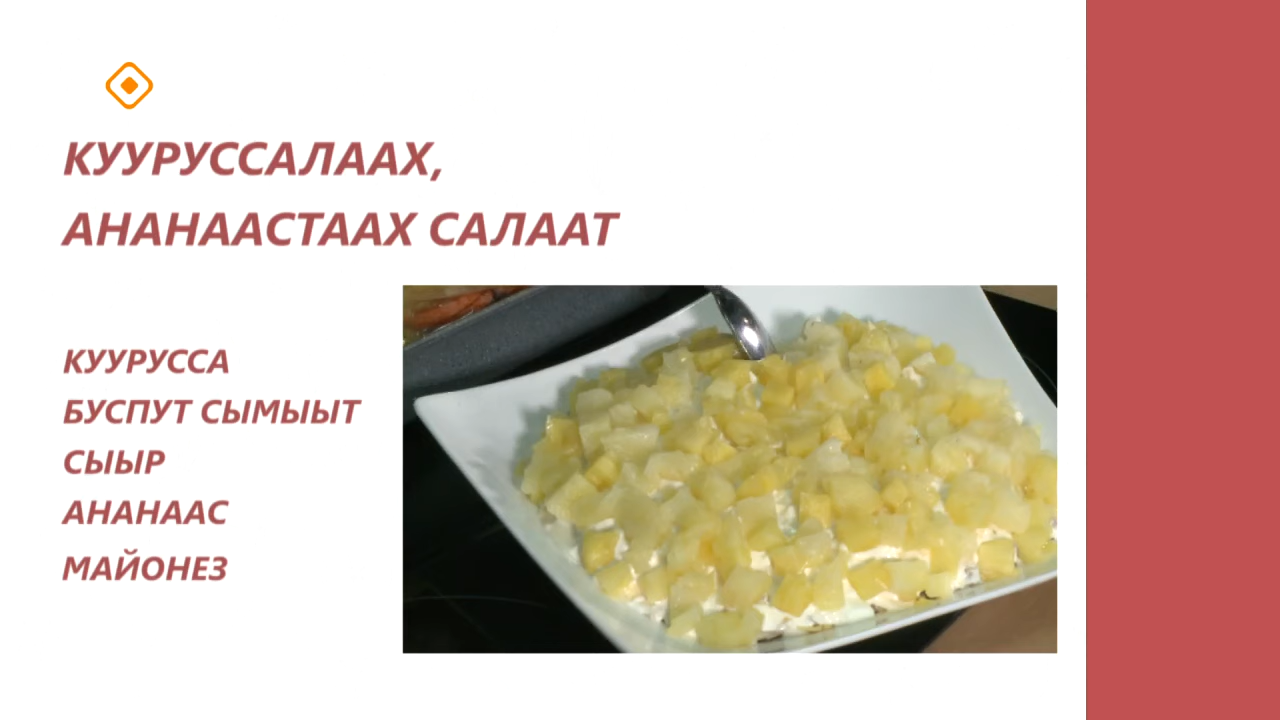 КУУРУССАЛААХ,
АНАНААСТААХ САЛААТ
КУУРУССА
БУСПУТ СЫМЫЫТ
СЫЫР
АНАНААС
МАЙОНЕЗ